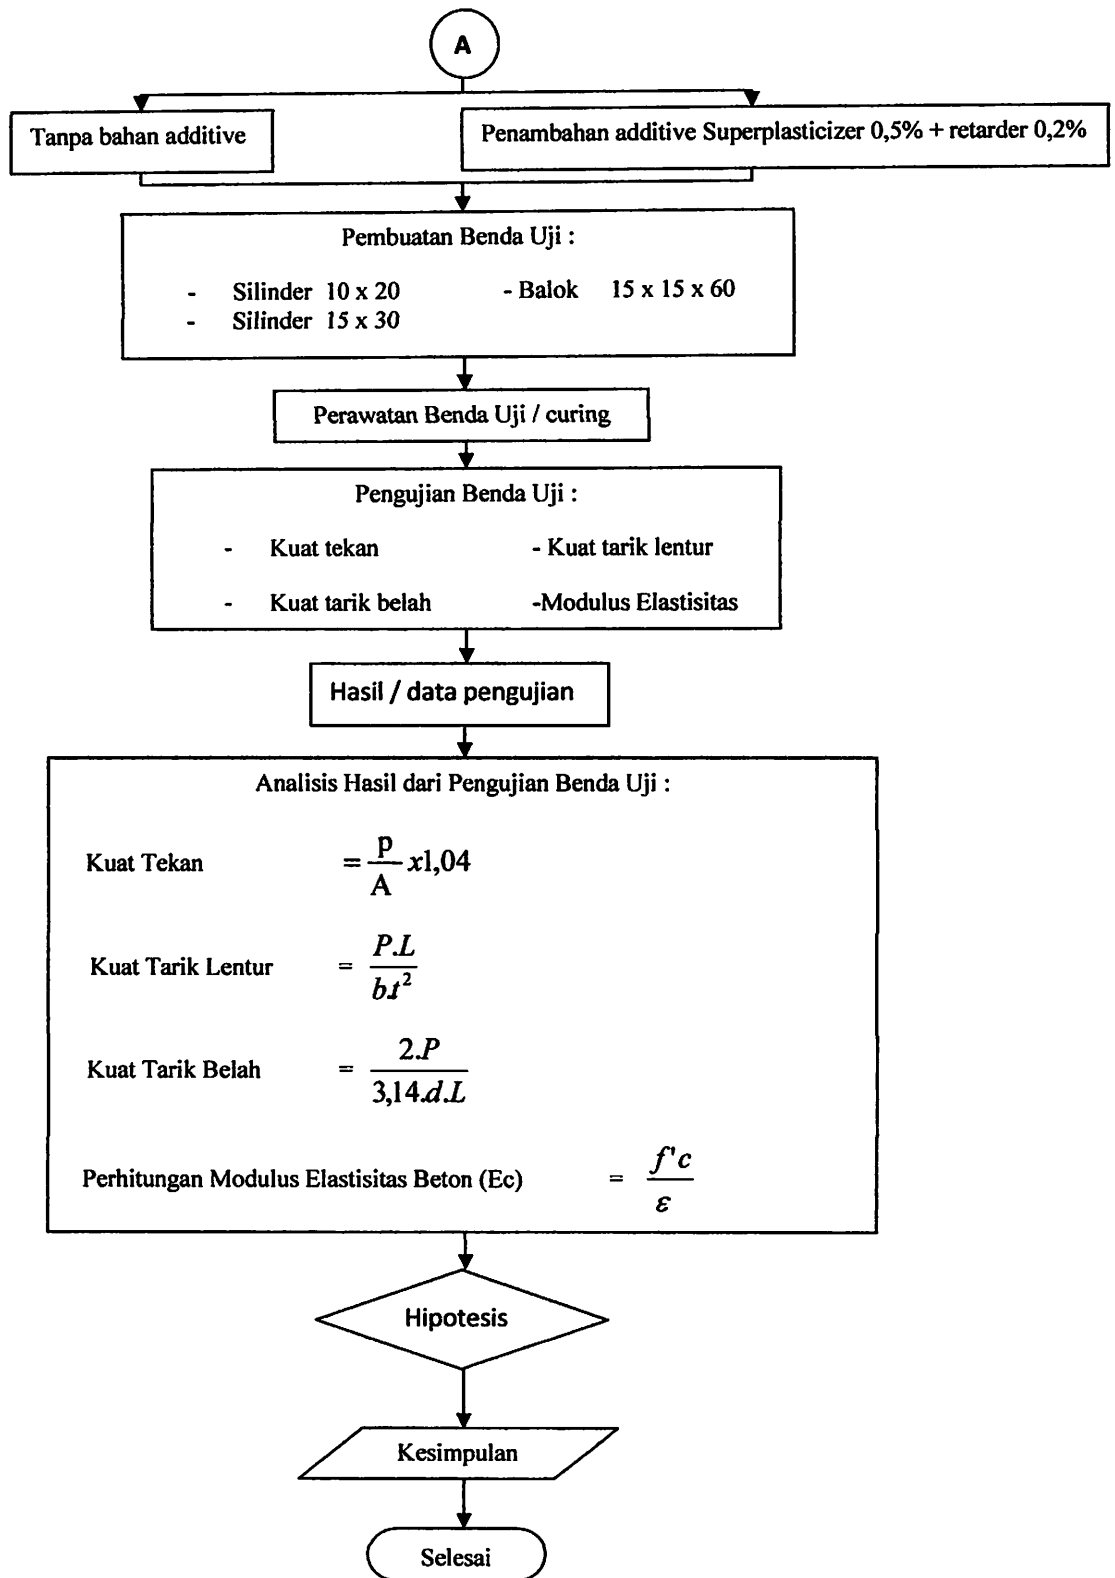 A
Tanpa bahan additive
Penambahan additive Superplasticizer 0,5% + retarder 0,2%
Pembuatan Benda Uji :
- Silinder 10 x 20 - Balok 15 x 15 x 60
- Silinder 15 x 30
Perawatan Benda Uji / curing
Pengujian Benda Uji :
- Kuat tekan - Kuat tarik lentur
- Kuat tarik belah -Modulus Elastisitas
Hasil / data pengujian
Analisis Hasil dari Pengujian Benda Uji :
Kuat Tekan = p/A x1,04
Kuat Tarik Lentur = P.L/b.t²
Kuat Tarik Belah = 2.P/3,14.d.L
Perhitungan Modulus Elastisitas Beton (Ec) = f'c/ε
Hipotesis
Kesimpulan
Selesai